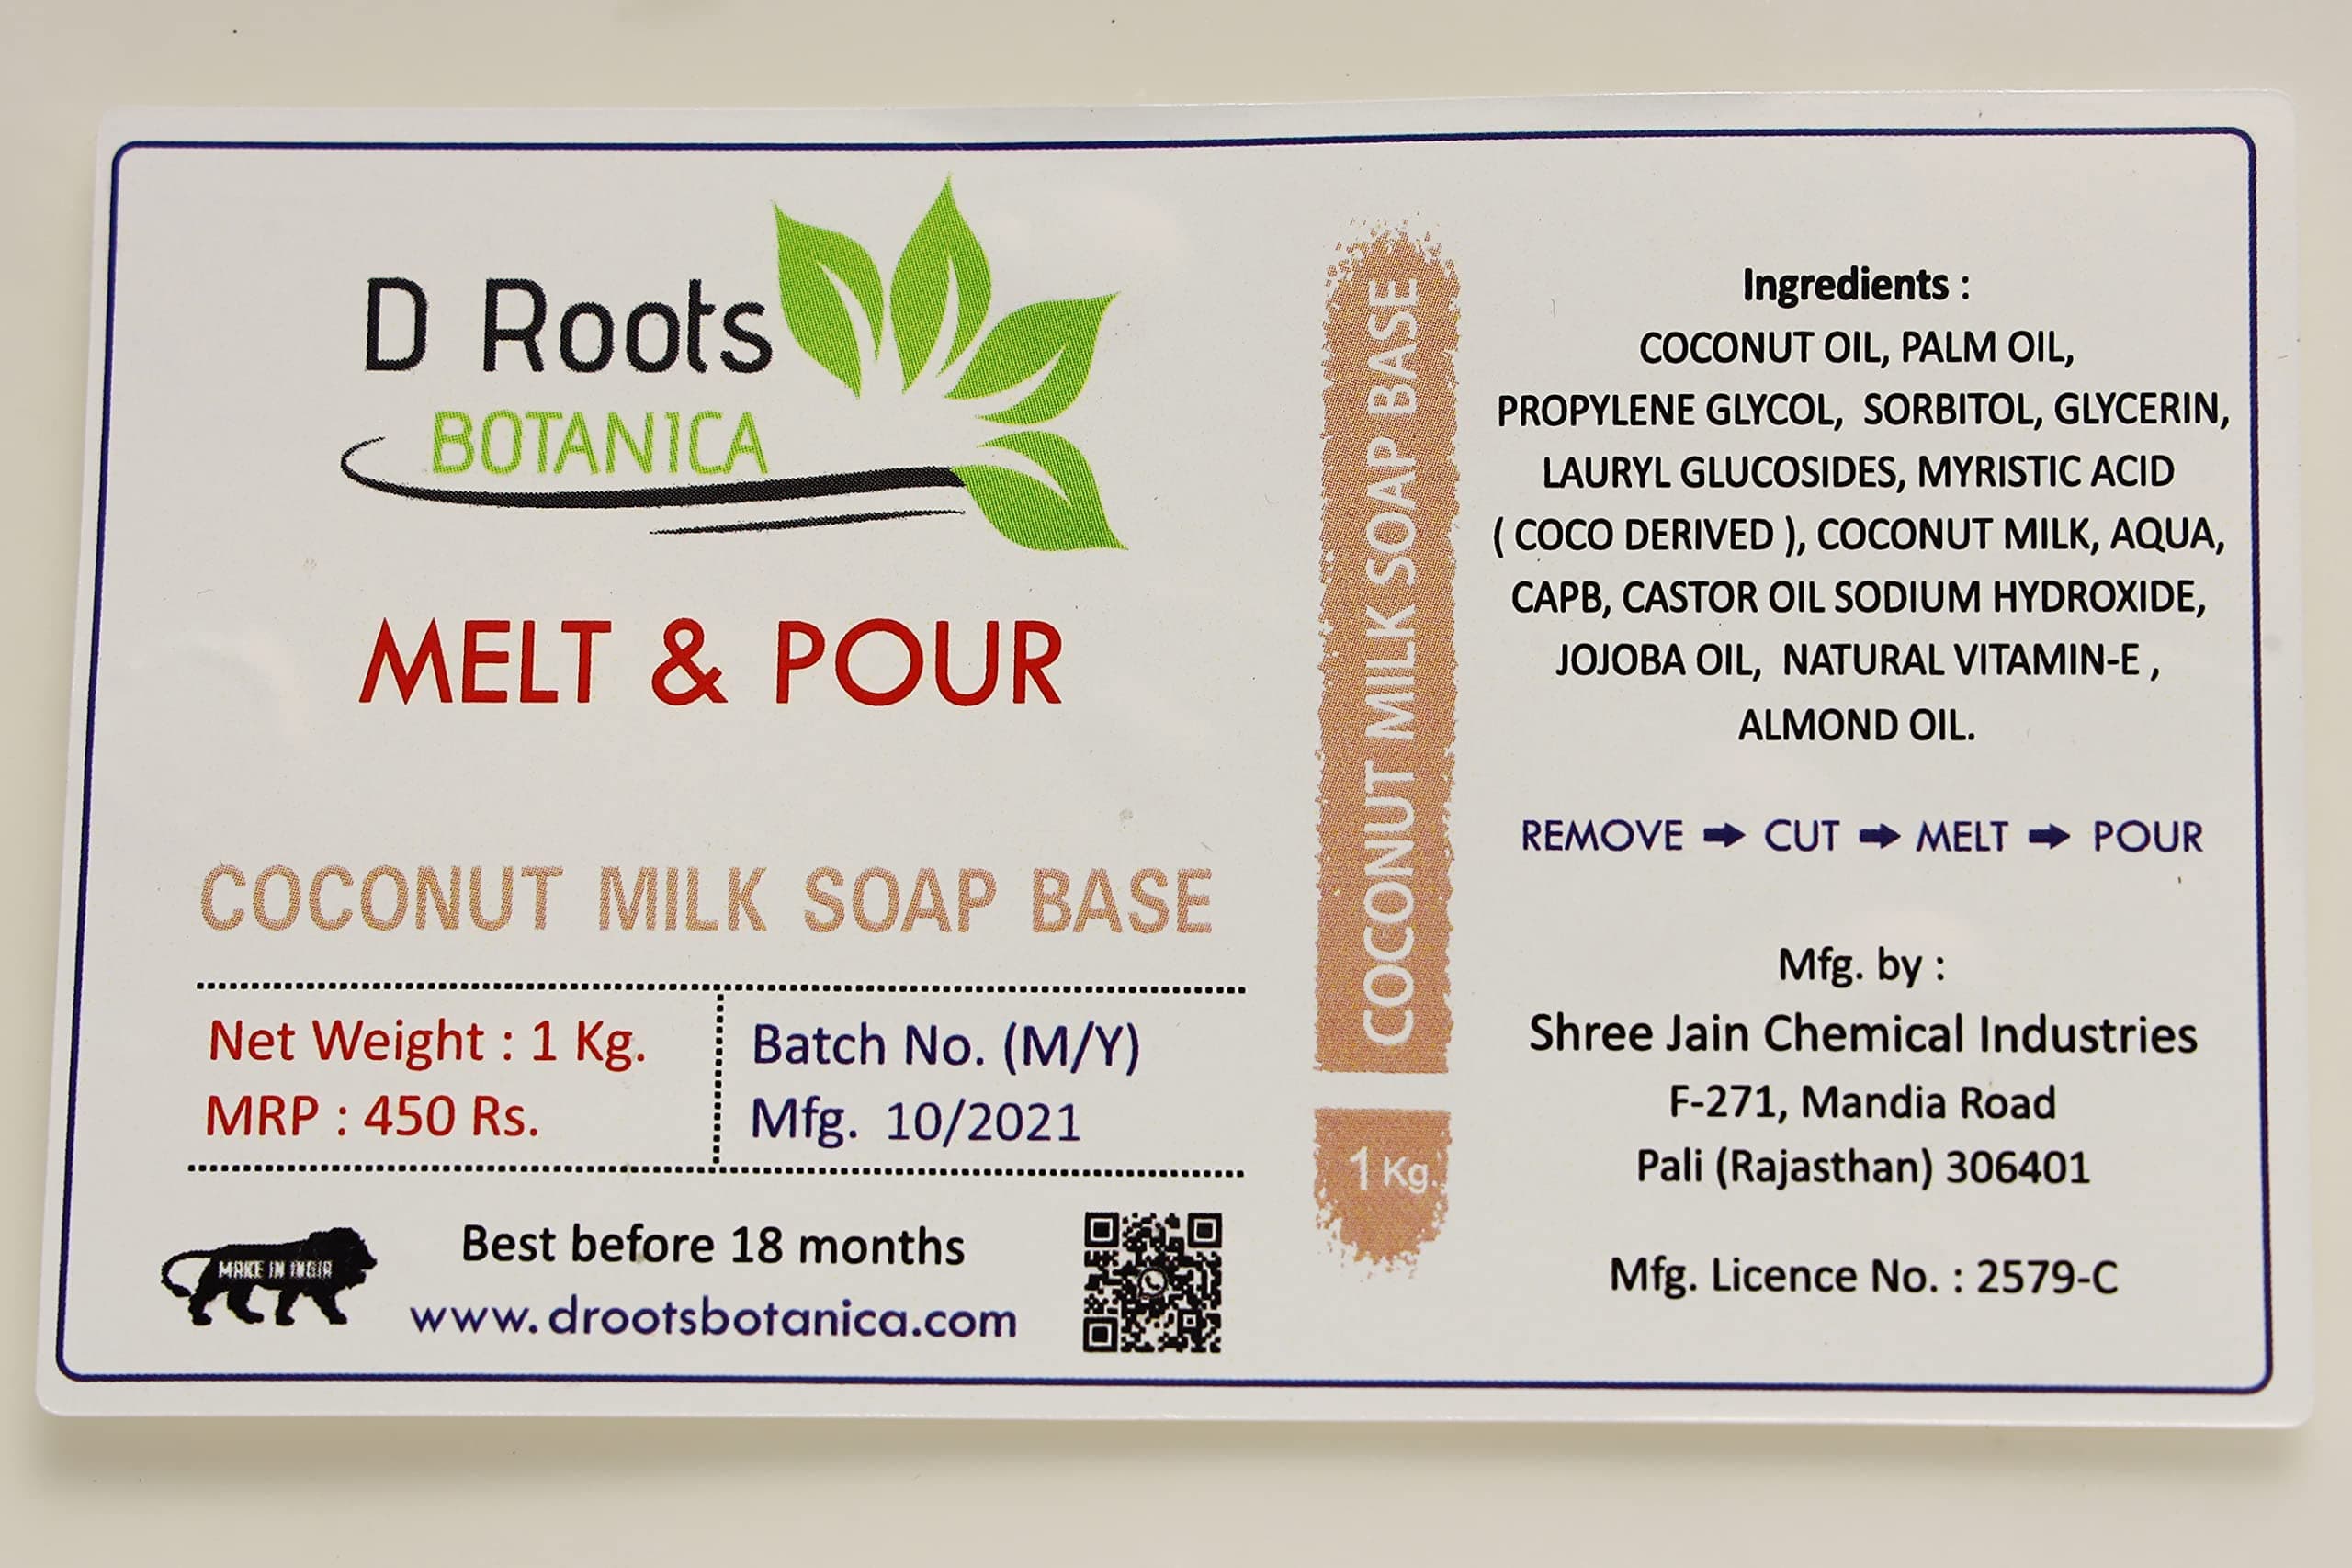 D Roots
BOTANICA
MELT & POUR
COCONUT MILK SOAP BASE
Net Weight : 1 Kg.
MRP : 450 Rs.
Batch No. (M/Y)
Mfg. 10/2021
MAKE IN INDIA
Best before 18 months
www.drootsbotanica.com
COCONUT MILK SOAP BASE
1 Kg.
Ingredients :
COCONUT OIL, PALM OIL,
PROPYLENE GLYCOL, SORBITOL, GLYCERIN,
LAURYL GLUCOSIDES, MYRISTIC ACID
( COCO DERIVED ), COCONUT MILK, AQUA,
CAPB, CASTOR OIL SODIUM HYDROXIDE,
JOJOBA OIL, NATURAL VITAMIN-E ,
ALMOND OIL.
REMOVE ➡ CUT ➡ MELT ➡ POUR
Mfg. by :
Shree Jain Chemical Industries
F-271, Mandia Road
Pali (Rajasthan) 306401
Mfg. Licence No. : 2579-C